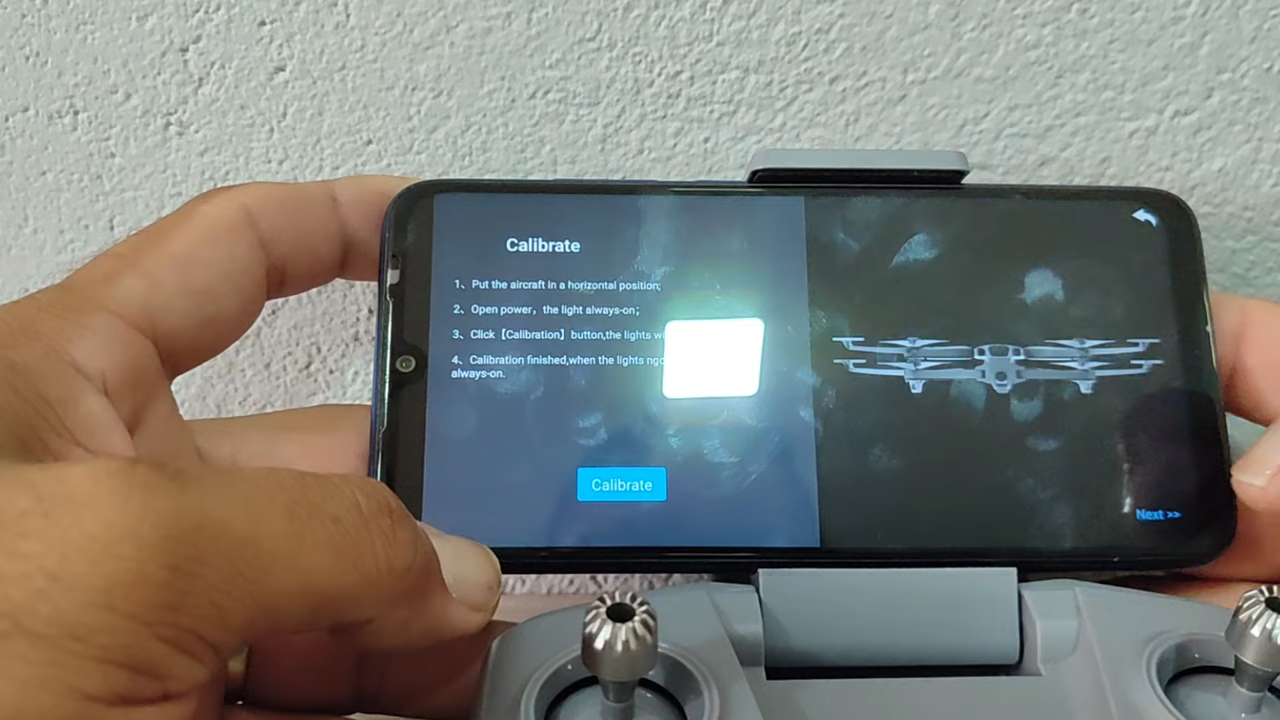 Calibrate
1、Put the aircraft in a horizontal position;
2、Open power，the light always-on；
3、Click【Calibration】button,the lights
4、Calibration finished,when the lights
always-on.
Calibrate
Next >>